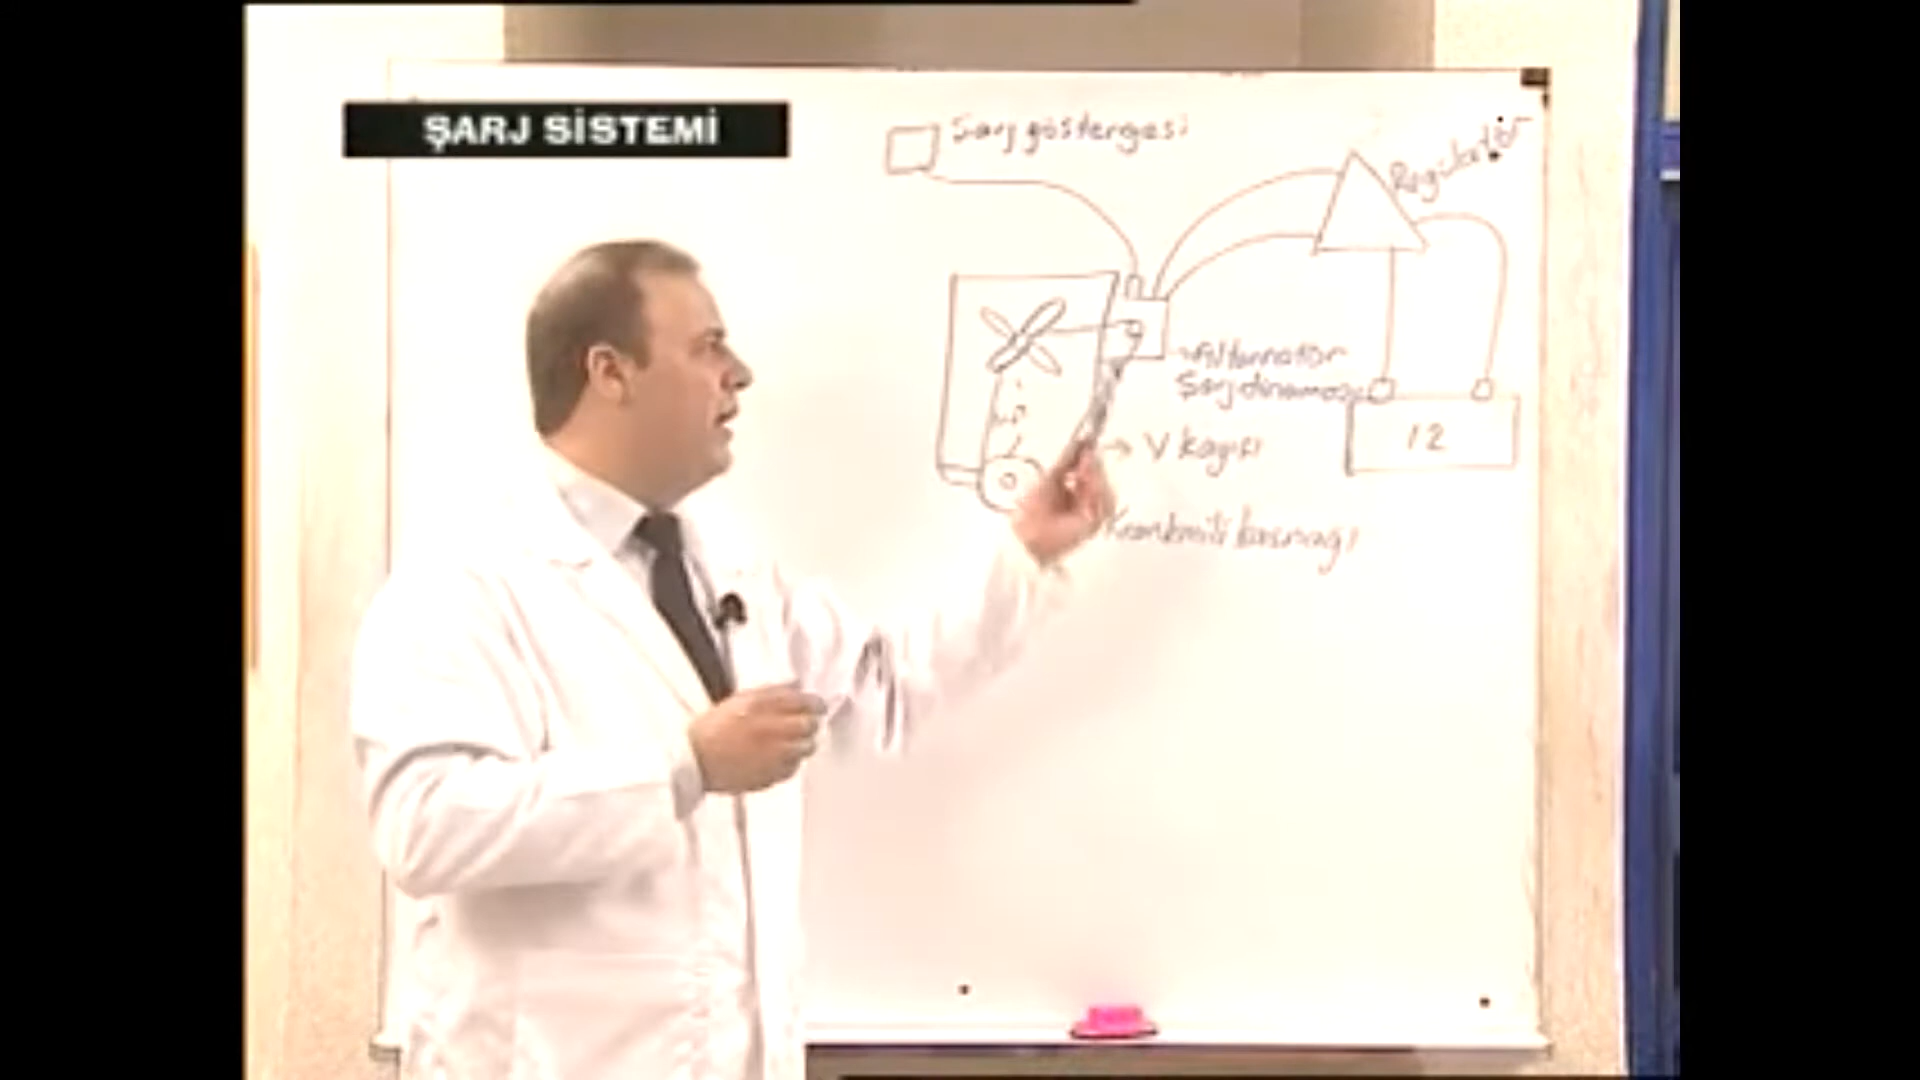 ŞARJ SİSTEMİ
Şarj göstergesi
Regülatör
Alternatör
Şarj dinamosu
12
V kayışı
Krank mili kasnağı